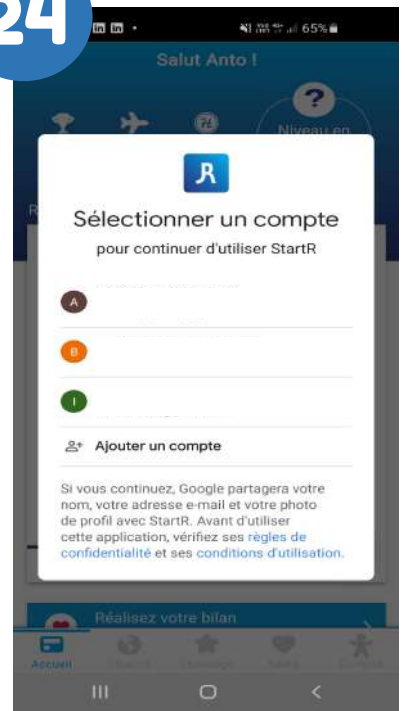 24
in in • 65%
Salut Anto !
?
Niveau en
R
Sélectionner un compte
pour continuer d'utiliser StartR
A
B
I
Ajouter un compte
Si vous continuez, Google partagera votre
nom, votre adresse e-mail et votre photo
de profil avec StartR. Avant d'utiliser
cette application, vérifiez ses règles de
confidentialité et ses conditions d'utilisation.
Réalisez votre bilan
Accueil